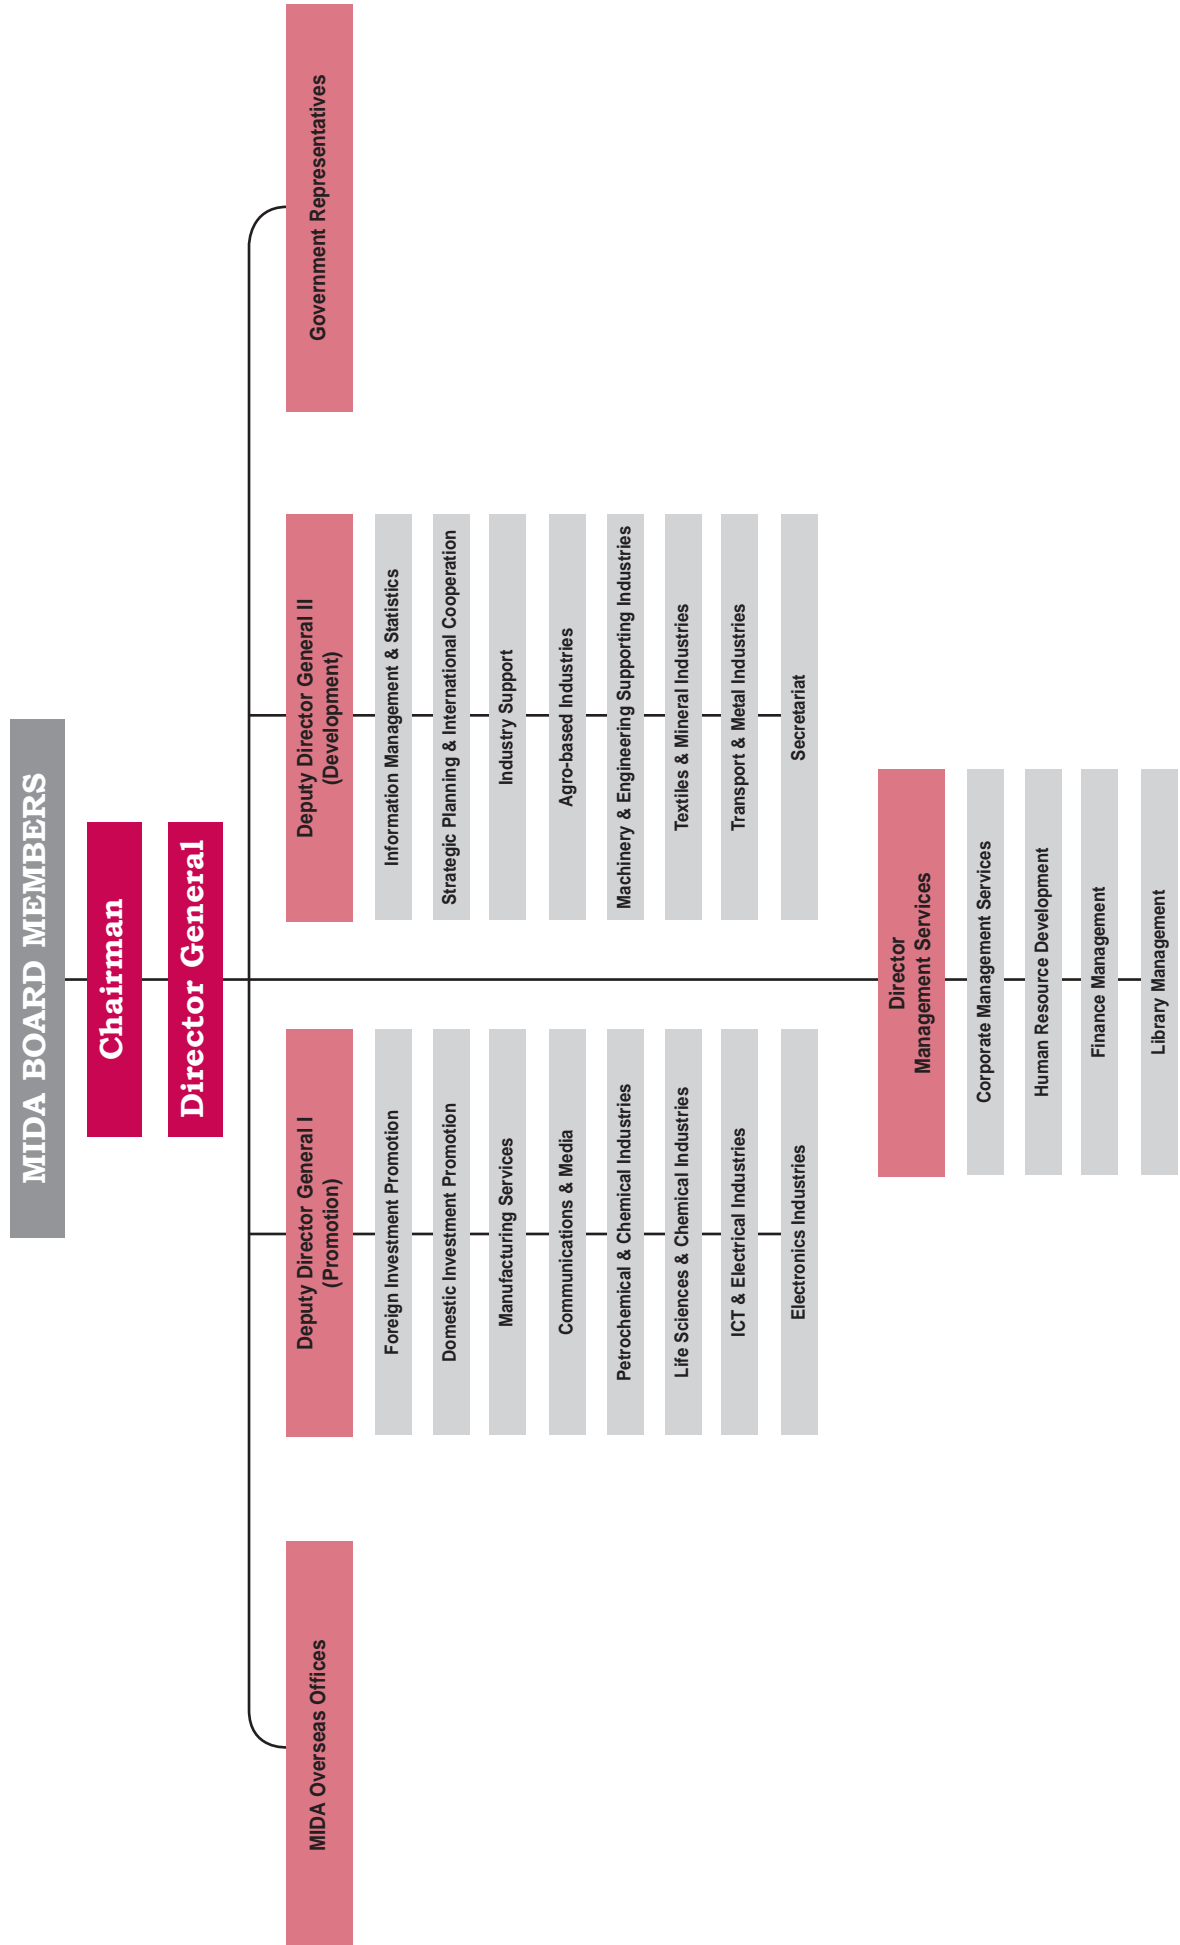 MIDA BOARD MEMBERS
Chairman
Director General
MIDA Overseas Offices
Deputy Director General I
(Promotion)
Foreign Investment Promotion
Domestic Investment Promotion
Manufacturing Services
Communications & Media
Petrochemical & Chemical Industries
Life Sciences & Chemical Industries
ICT & Electrical Industries
Electronics Industries
Deputy Director General II
(Development)
Information Management & Statistics
Strategic Planning & International Cooperation
Industry Support
Agro-based Industries
Machinery & Engineering Supporting Industries
Textiles & Mineral Industries
Transport & Metal Industries
Secretariat
Government Representatives
Director
Management Services
Corporate Management Services
Human Resource Development
Finance Management
Library Management